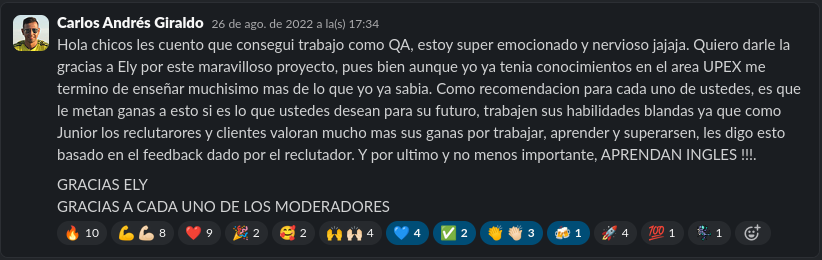 Carlos Andrés Giraldo 26 de ago. de 2022 a la(s) 17:34
Hola chicos les cuento que consegui trabajo como QA, estoy super emocionado y nervioso jajaja. Quiero darle la
gracias a Ely por este maravilloso proyecto, pues bien aunque yo ya tenia conocimientos en el area UPEX me
termino de enseñar muchisimo mas de lo que yo ya sabia. Como recomendacion para cada uno de ustedes, es que
le metan ganas a esto si es lo que ustedes desean para su futuro, trabajen sus habilidades blandas ya que como
Junior los reclutarores y clientes valoran mucho mas sus ganas por trabajar, aprender y superarsen, les digo esto
basado en el feedback dado por el reclutador. Y por ultimo y no menos importante, APRENDAN INGLES !!!.
GRACIAS ELY
GRACIAS A CADA UNO DE LOS MODERADORES
🔥 10 💪💪🏻 8 ❤️ 9 🎉 2 🥰 2 🙌🙌🏻 4 💙 4 ✅ 2 👏👏🏻 3 🍻 1 🚀 4 💯 1 1